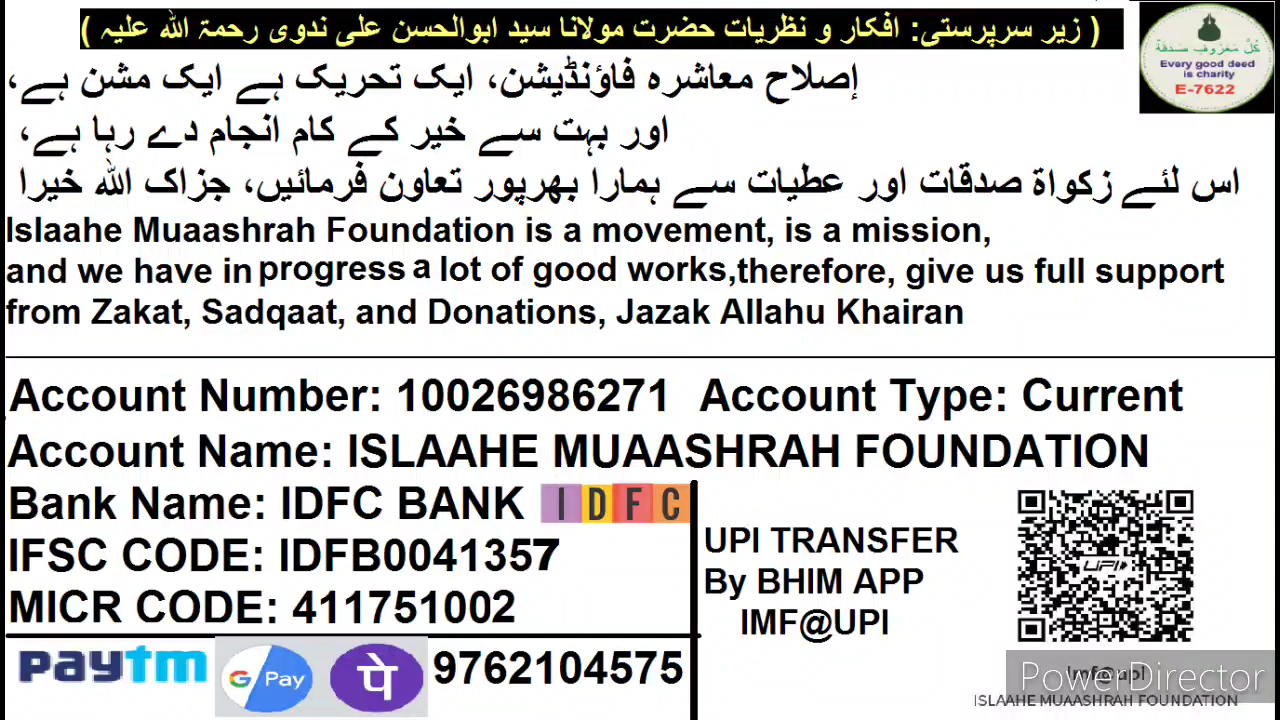 ( زیر سرپرستی: افکار و نظریات حضرت مولانا سید ابوالحسن علی ندوی رحمۃ اللہ علیہ )
كُلُّ مَعْرُوفٍ صَدَقَةٌ
Every good deed
is charity
E-7622
إصلاح معاشرہ فاؤنڈیشن، ایک تحریک ہے ایک مشن ہے،
اور بہت سے خیر کے کام انجام دے رہا ہے،
اس لئے زکواۃ صدقات اور عطیات سے ہمارا بھرپور تعاون فرمائیں، جزاک اللہ خیرا
Islaahe Muaashrah Foundation is a movement, is a mission,
and we have in progress a lot of good works,therefore, give us full support
from Zakat, Sadqaat, and Donations, Jazak Allahu Khairan
Account Number: 10026986271 Account Type: Current
Account Name: ISLAAHE MUAASHRAH FOUNDATION
Bank Name: IDFC BANK IDFC
IFSC CODE: IDFB0041357
MICR CODE: 411751002
UPI TRANSFER
By BHIM APP
IMF@UPI
UPI
paytm G Pay पे 9762104575
imf@upi
PowerDirector
ISLAAHE MUAASHRAH FOUNDATION